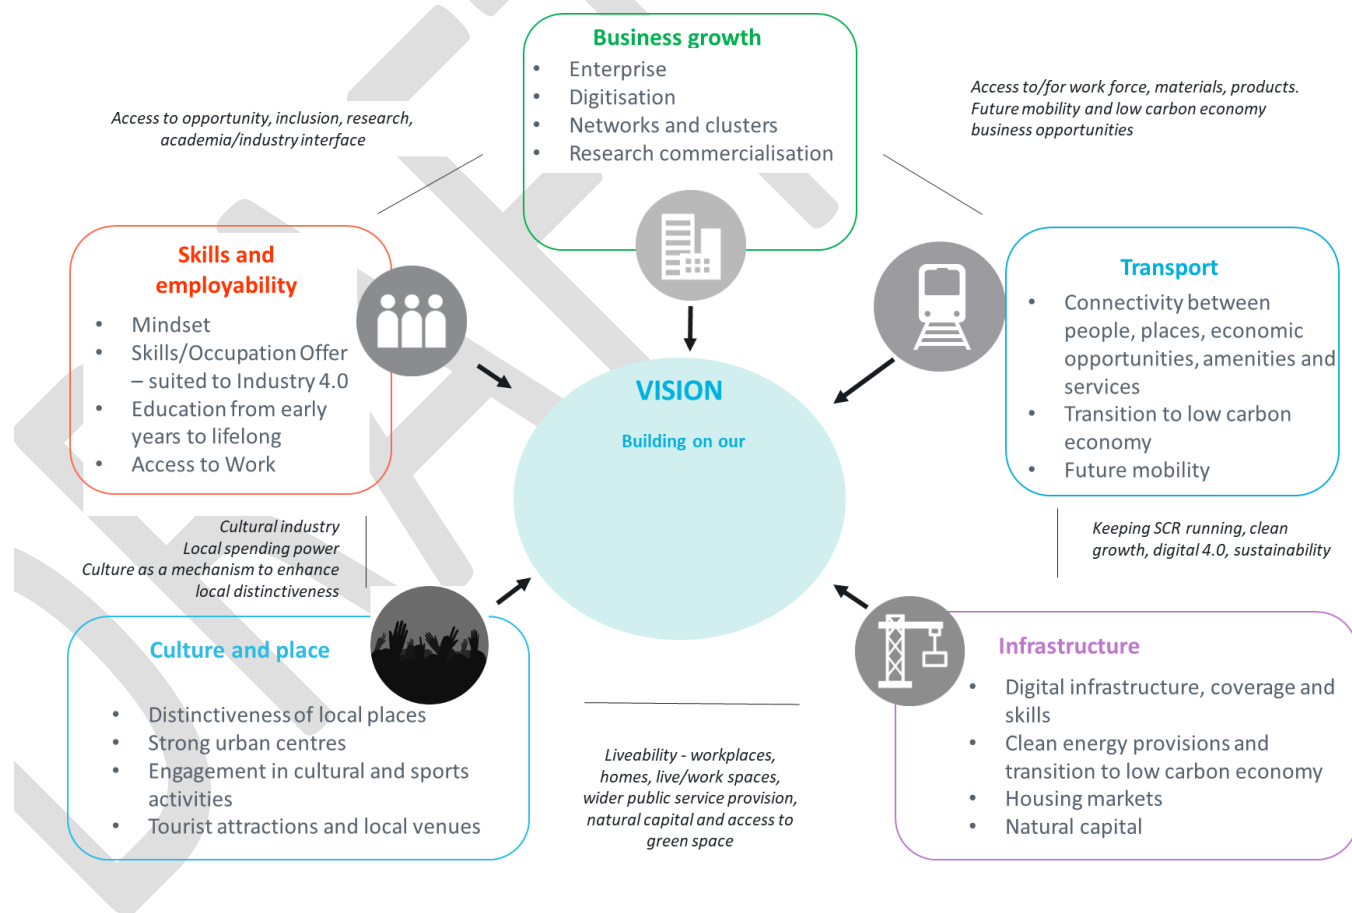 Business growth
• Enterprise
• Digitisation
• Networks and clusters
• Research commercialisation
Access to opportunity, inclusion, research,
academia/industry interface
Access to/for work force, materials, products.
Future mobility and low carbon economy
business opportunities
Skills and
employability
• Mindset
• Skills/Occupation Offer
– suited to Industry 4.0
• Education from early
years to lifelong
• Access to Work
Transport
• Connectivity between
people, places, economic
opportunities, amenities and
services
• Transition to low carbon
economy
• Future mobility
VISION
Building on our
Cultural industry
Local spending power
Culture as a mechanism to enhance
local distinctiveness
Keeping SCR running, clean
growth, digital 4.0, sustainability
Culture and place
• Distinctiveness of local places
• Strong urban centres
• Engagement in cultural and sports
activities
• Tourist attractions and local venues
Liveability - workplaces,
homes, live/work spaces,
wider public service provision,
natural capital and access to
green space
Infrastructure
• Digital infrastructure, coverage and
skills
• Clean energy provisions and
transition to low carbon economy
• Housing markets
• Natural capital
DRAFT